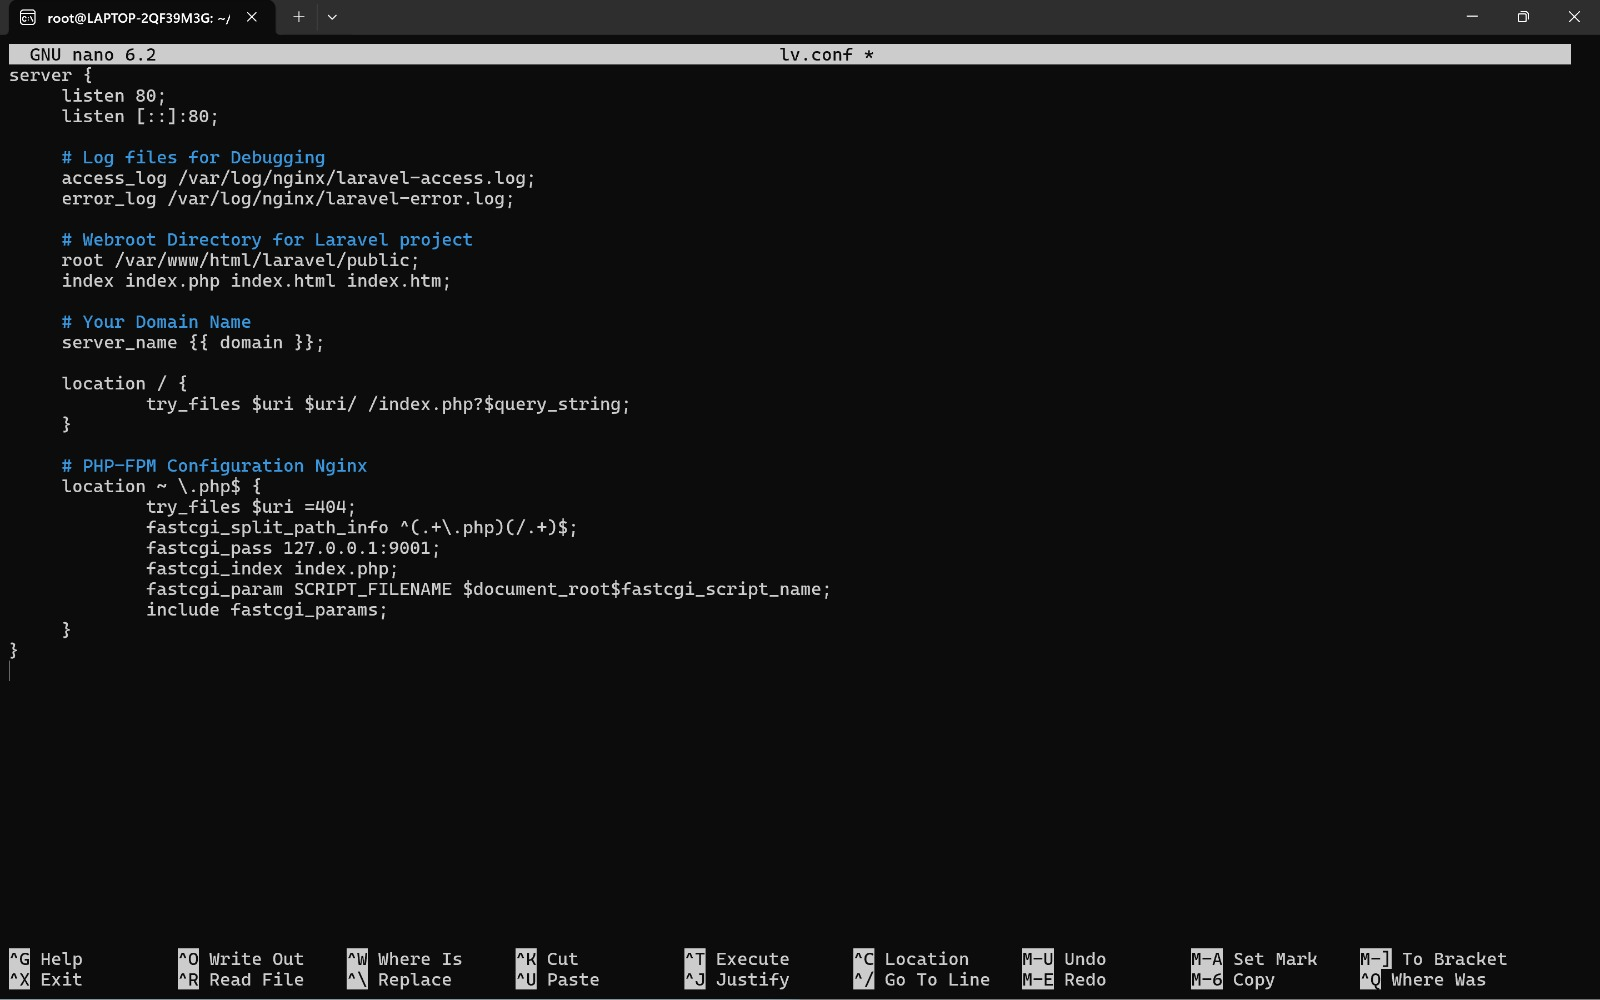 root@LAPTOP-2QF39M3G: ~/
GNU nano 6.2 lv.conf *
server {
listen 80;
listen [::]:80;
# Log files for Debugging
access_log /var/log/nginx/laravel-access.log;
error_log /var/log/nginx/laravel-error.log;
# Webroot Directory for Laravel project
root /var/www/html/laravel/public;
index index.php index.html index.htm;
# Your Domain Name
server_name {{ domain }};
location / {
try_files $uri $uri/ /index.php?$query_string;
}
# PHP-FPM Configuration Nginx
location ~ \.php$ {
try_files $uri =404;
fastcgi_split_path_info ^(.+\.php)(/.+)$;
fastcgi_pass 127.0.0.1:9001;
fastcgi_index index.php;
fastcgi_param SCRIPT_FILENAME $document_root$fastcgi_script_name;
include fastcgi_params;
}
}
^G Help ^O Write Out ^W Where Is ^K Cut ^T Execute ^C Location M-U Undo M-A Set Mark M-] To Bracket
^X Exit ^R Read File ^\ Replace ^U Paste ^J Justify ^/ Go To Line M-E Redo M-6 Copy ^Q Where Was